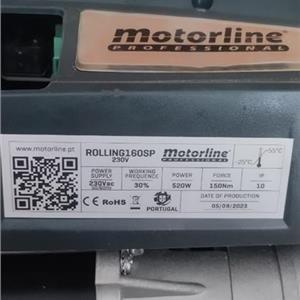 motorline
PROFESSIONAL
www.motorline.pt
ROLLING160SP
230V
motorline
PROFESSIONAL
-25°C
+55°C
POWER SUPPLY
WORKING FREQUENCY
POWER
FORCE
IP
230Vac
30%
520W
150Nm
10
CE RoHS
PORTUGAL
DATE OF PRODUCTION
05/09/2023